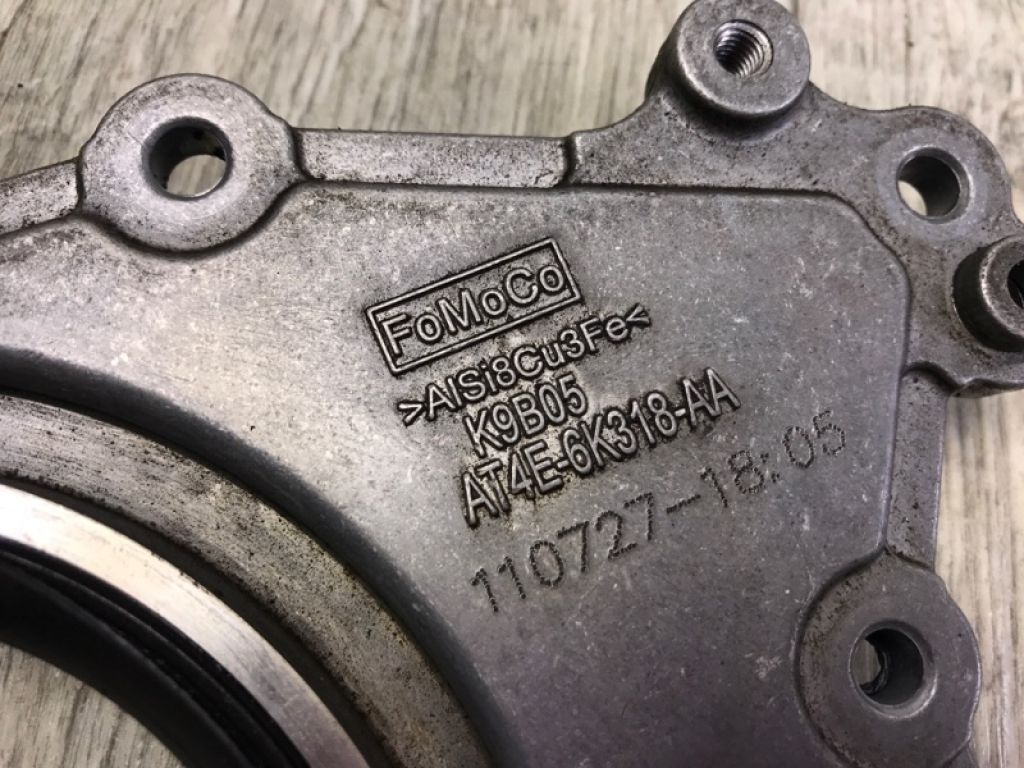 FoMoCo
>AlSi8Cu3Fe<
K9B05
AT4E-6K318-AA
110727-18:05